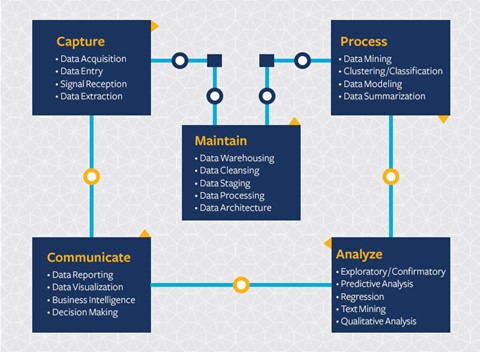 Capture
• Data Acquisition
• Data Entry
• Signal Reception
• Data Extraction
Process
• Data Mining
• Clustering/Classification
• Data Modeling
• Data Summarization
Maintain
• Data Warehousing
• Data Cleansing
• Data Staging
• Data Processing
• Data Architecture
Communicate
• Data Reporting
• Data Visualization
• Business Intelligence
• Decision Making
Analyze
• Exploratory/Confirmatory
• Predictive Analysis
• Regression
• Text Mining
• Qualitative Analysis